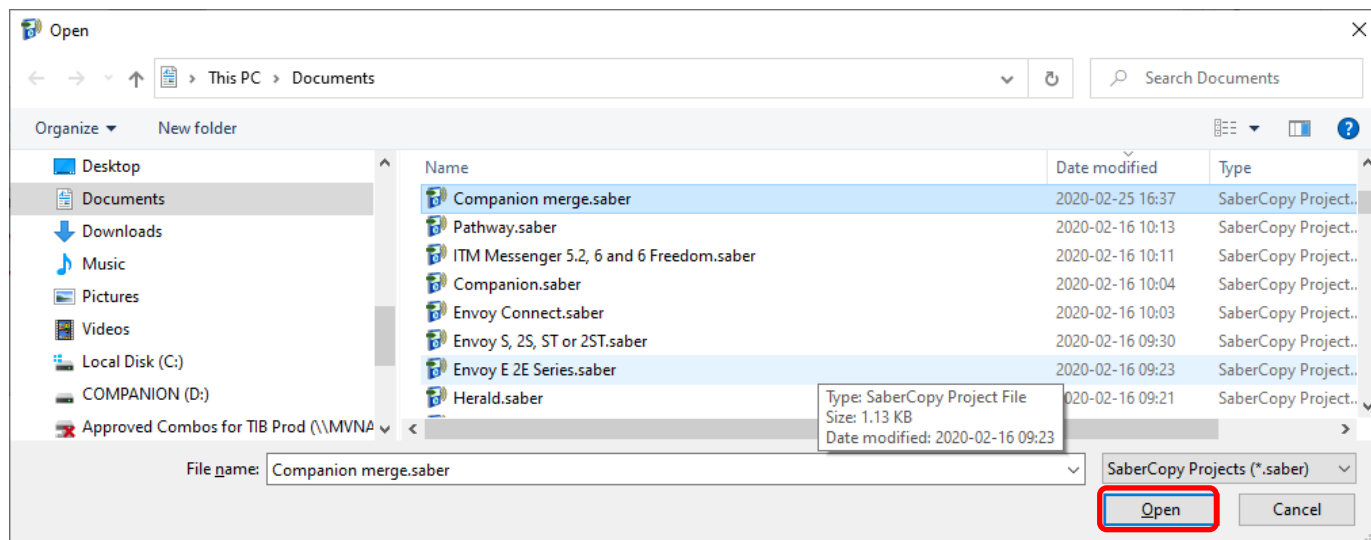 Open
This PC > Documents
Search Documents
Organize
New folder
Name
Date modified
Type
Desktop
Documents
Downloads
Music
Pictures
Videos
Local Disk (C:)
COMPANION (D:)
Approved Combos for TIB Prod (\\MVNA
Companion merge.saber 2020-02-25 16:37 SaberCopy Project..
Pathway.saber 2020-02-16 10:13 SaberCopy Project..
ITM Messenger 5.2, 6 and 6 Freedom.saber 2020-02-16 10:11 SaberCopy Project..
Companion.saber 2020-02-16 10:04 SaberCopy Project..
Envoy Connect.saber 2020-02-16 10:03 SaberCopy Project..
Envoy S, 2S, ST or 2ST.saber 2020-02-16 09:30 SaberCopy Project..
Envoy E 2E Series.saber 2020-02-16 09:23 SaberCopy Project..
Herald.saber 020-02-16 09:21 SaberCopy Project..
Type: SaberCopy Project File
Size: 1.13 KB
Date modified: 2020-02-16 09:23
File name: Companion merge.saber
SaberCopy Projects (*.saber)
Open
Cancel